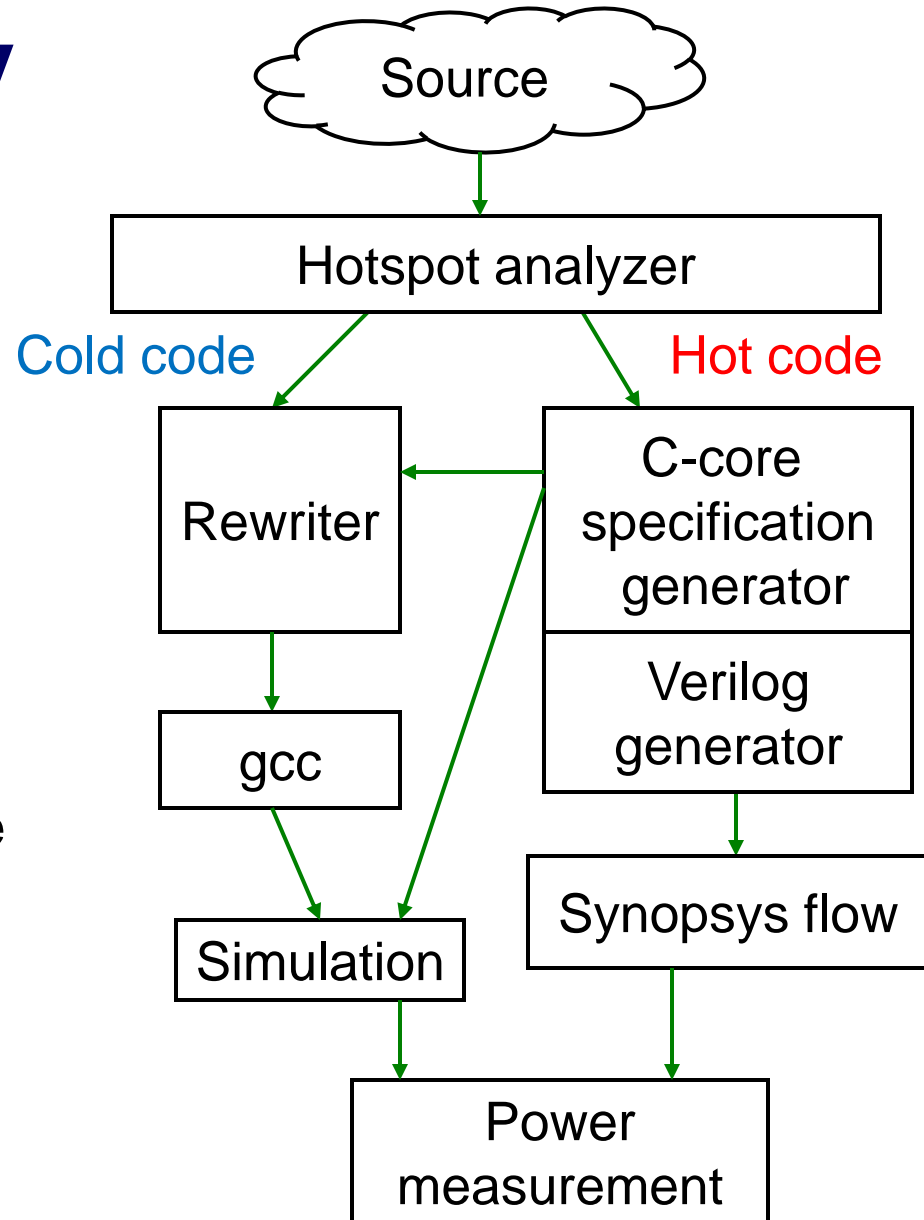 y
Source
Hotspot analyzer
Cold code
Hot code
Rewriter
C-core
specification
generator
Verilog
generator
gcc
e
Synopsys flow
Simulation
Power
measurement